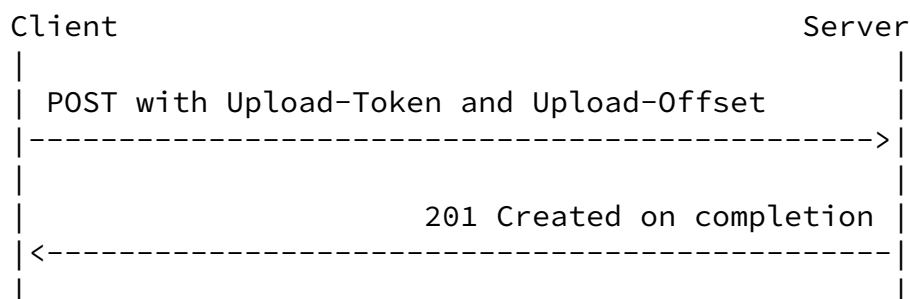 Client Server
POST with Upload-Token and Upload-Offset
201 Created on completion